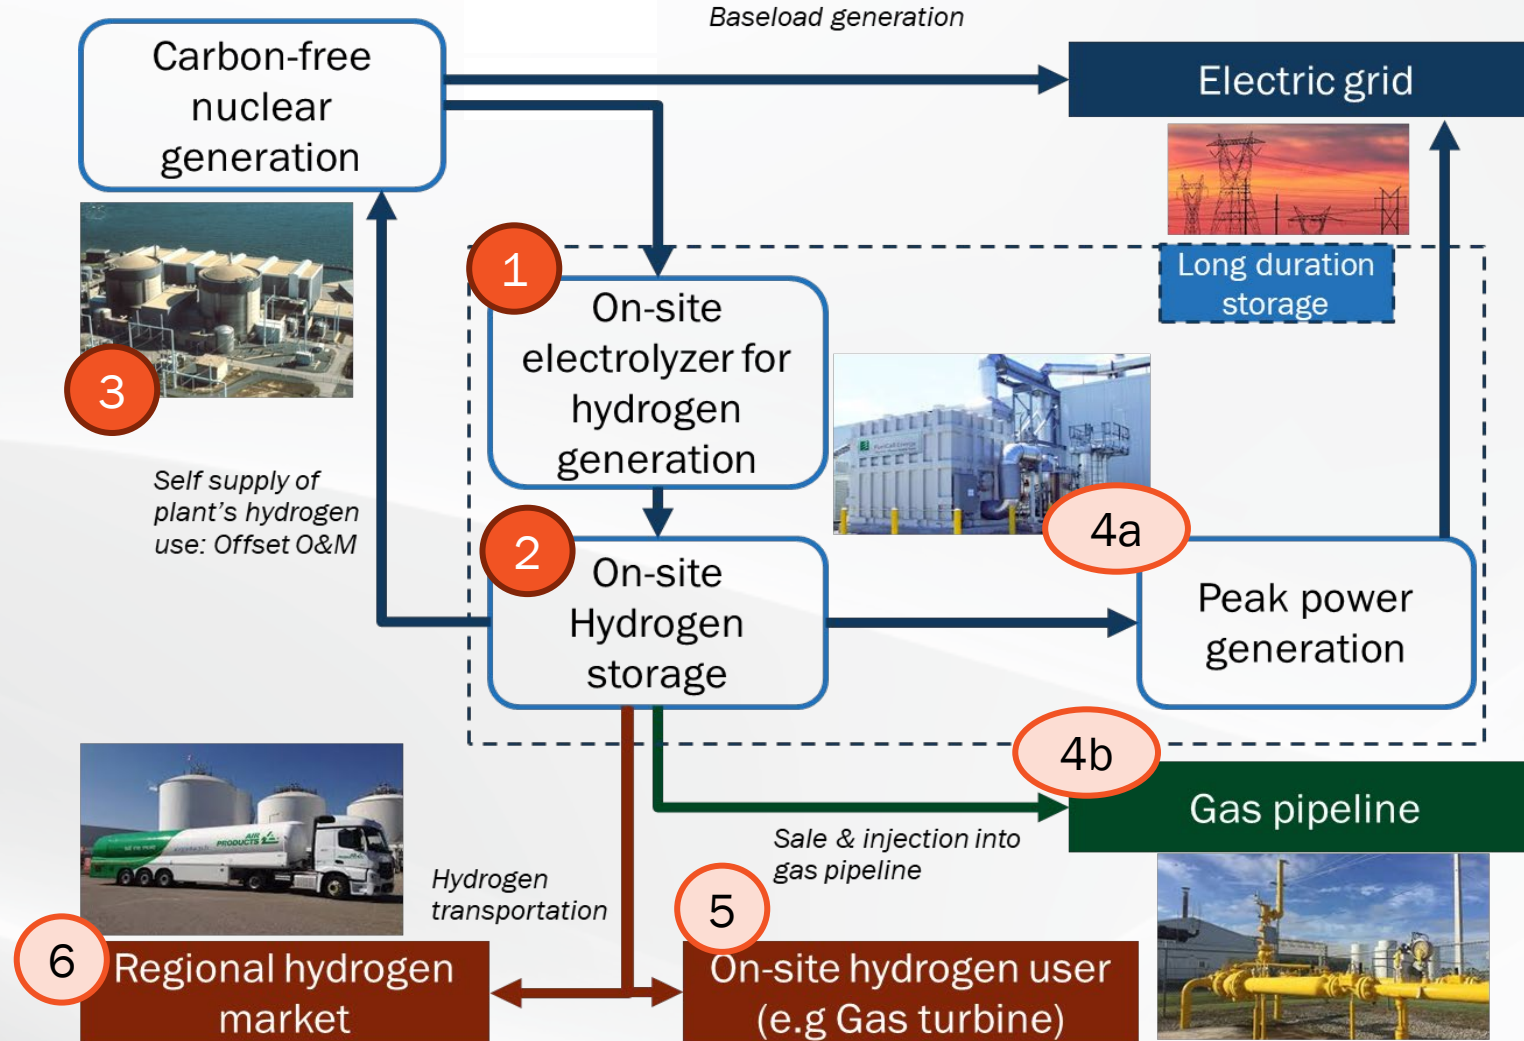 Baseload generation
Carbon-free
nuclear
generation
Electric grid
1
Long duration
storage
On-site
electrolyzer for
hydrogen
generation
3
Self supply of
plant's hydrogen
use: Offset O&M
2
4a
On-site
Hydrogen
storage
Peak power
generation
4b
Gas pipeline
Sale & injection into
gas pipeline
AIR
PRODUCTS
Hydrogen
transportation
5
6
Regional hydrogen
market
On-site hydrogen user
(e.g Gas turbine)